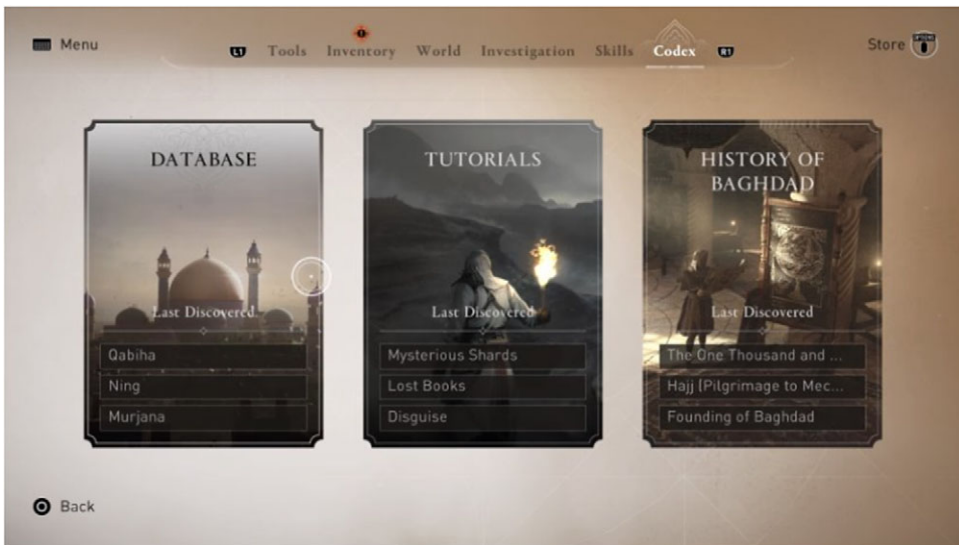 Menu
L1
Tools
Inventory
World
Investigation
Skills
Codex
R1
Store
OPTIONS
DATABASE
Last Discovered
Qabiha
Ning
Murjana
TUTORIALS
Last Discovered
Mysterious Shards
Lost Books
Disguise
HISTORY OF
BAGHDAD
Last Discovered
The One Thousand and ...
Hajj (Pilgrimage to Mec...
Founding of Baghdad
Back